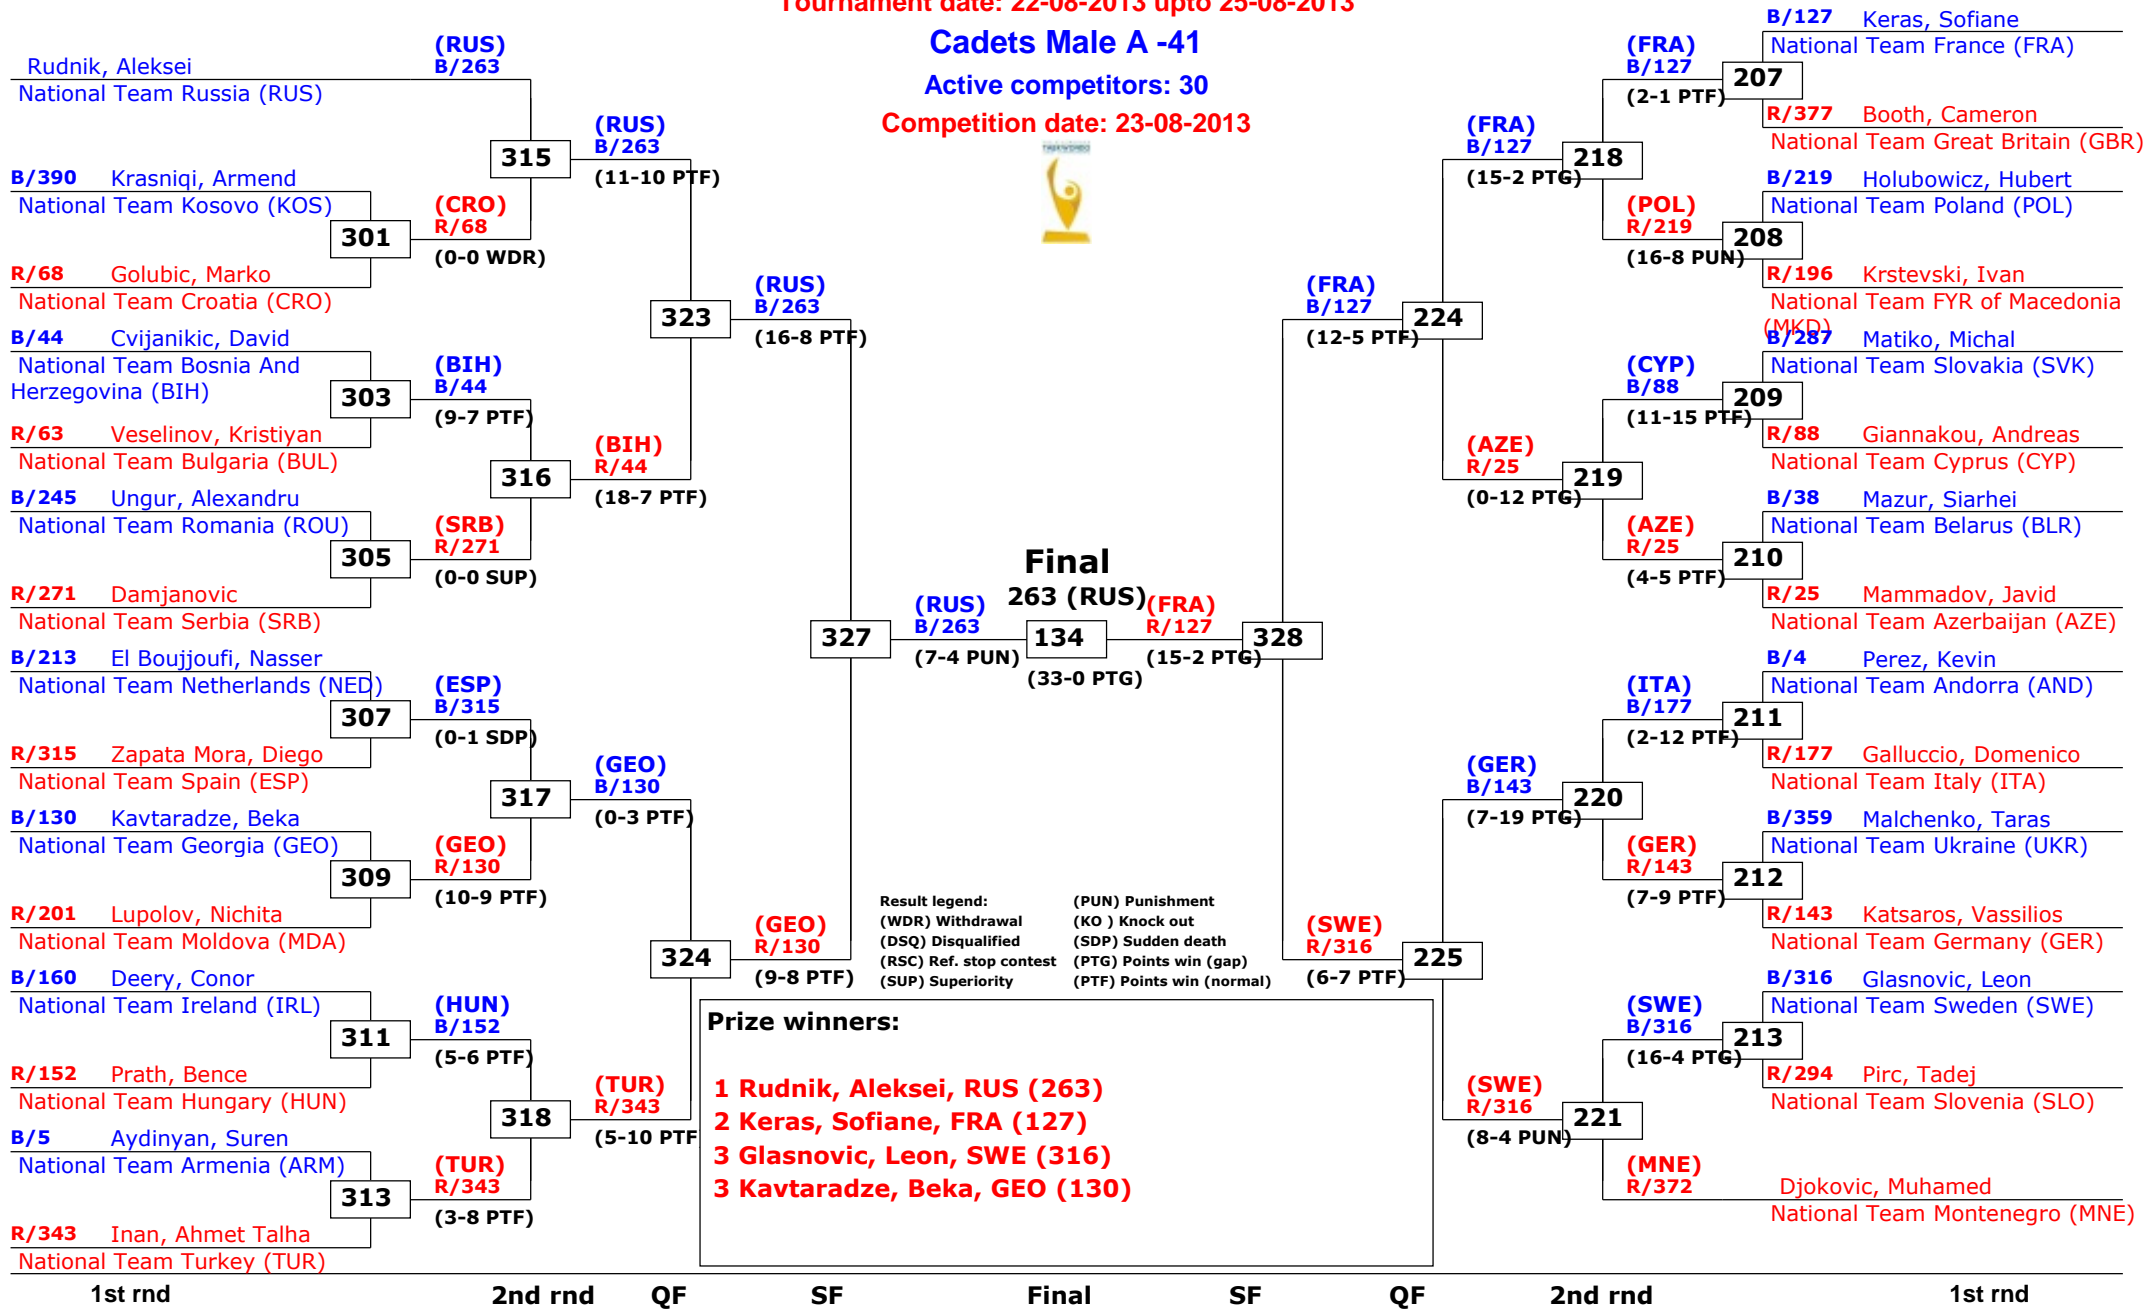 Tournament date: 22-08-2013 upto 25-08-2013
Cadets Male A -41
Active competitors: 30
Competition date: 23-08-2013
TAEKWONDO
Rudnik, Aleksei
National Team Russia (RUS)
B/390 Krasniqi, Armend
National Team Kosovo (KOS)
301
R/68 Golubic, Marko
National Team Croatia (CRO)
B/44 Cvijanikic, David
National Team Bosnia And
Herzegovina (BIH)
303
R/63 Veselinov, Kristiyan
National Team Bulgaria (BUL)
B/245 Ungur, Alexandru
National Team Romania (ROU)
305
R/271 Damjanovic
National Team Serbia (SRB)
B/213 El Boujjoufi, Nasser
National Team Netherlands (NED)
307
R/315 Zapata Mora, Diego
National Team Spain (ESP)
B/130 Kavtaradze, Beka
National Team Georgia (GEO)
309
R/201 Lupolov, Nichita
National Team Moldova (MDA)
B/160 Deery, Conor
National Team Ireland (IRL)
311
R/152 Prath, Bence
National Team Hungary (HUN)
B/5 Aydinyan, Suren
National Team Armenia (ARM)
313
R/343 Inan, Ahmet Talha
National Team Turkey (TUR)
(RUS)
B/263
315
(CRO)
R/68
(0-0 WDR)
(BIH)
B/44
(9-7 PTF)
316
(SRB)
R/271
(0-0 SUP)
(ESP)
B/315
(0-1 SDP)
317
(GEO)
R/130
(10-9 PTF)
(HUN)
B/152
(5-6 PTF)
318
(TUR)
R/343
(3-8 PTF)
(RUS)
B/263
(11-10 PTF)
323
(BIH)
R/44
(18-7 PTF)
(GEO)
B/130
(0-3 PTF)
324
(TUR)
R/343
(5-10 PTF
(RUS)
B/263
(16-8 PTF)
327
(GEO)
R/130
(9-8 PTF)
(RUS)
B/263
(7-4 PUN)
Final
263 (RUS)
134
(33-0 PTG)
(FRA)
R/127
(15-2 PTG)
328
(FRA)
B/127
(12-5 PTF)
224
(SWE)
R/316
(6-7 PTF)
225
(FRA)
B/127
(15-2 PTG)
218
(AZE)
R/25
(0-12 PTG)
219
(GER)
B/143
(7-19 PTG)
220
(SWE)
R/316
(8-4 PUN)
221
(FRA)
B/127
(2-1 PTF)
207
(POL)
R/219
(16-8 PUN)
208
(CYP)
B/88
(11-15 PTF)
209
(AZE)
R/25
(4-5 PTF)
210
(ITA)
B/177
(2-12 PTF)
211
(GER)
R/143
(7-9 PTF)
212
(SWE)
B/316
(16-4 PTG)
213
(MNE)
R/372
B/127 Keras, Sofiane
National Team France (FRA)
R/377 Booth, Cameron
National Team Great Britain (GBR)
B/219 Holubowicz, Hubert
National Team Poland (POL)
R/196 Krstevski, Ivan
National Team FYR of Macedonia
(MKD)
B/287 Matiko, Michal
National Team Slovakia (SVK)
R/88 Giannakou, Andreas
National Team Cyprus (CYP)
B/38 Mazur, Siarhei
National Team Belarus (BLR)
R/25 Mammadov, Javid
National Team Azerbaijan (AZE)
B/4 Perez, Kevin
National Team Andorra (AND)
R/177 Galluccio, Domenico
National Team Italy (ITA)
B/359 Malchenko, Taras
National Team Ukraine (UKR)
R/143 Katsaros, Vassilios
National Team Germany (GER)
B/316 Glasnovic, Leon
National Team Sweden (SWE)
R/294 Pirc, Tadej
National Team Slovenia (SLO)
Djokovic, Muhamed
National Team Montenegro (MNE)
Result legend: (PUN) Punishment
(WDR) Withdrawal (KO ) Knock out
(DSQ) Disqualified (SDP) Sudden death
(RSC) Ref. stop contest (PTG) Points win (gap)
(SUP) Superiority (PTF) Points win (normal)
Prize winners:
1 Rudnik, Aleksei, RUS (263)
2 Keras, Sofiane, FRA (127)
3 Glasnovic, Leon, SWE (316)
3 Kavtaradze, Beka, GEO (130)
1st rnd 2nd rnd QF SF Final SF QF 2nd rnd 1st rnd